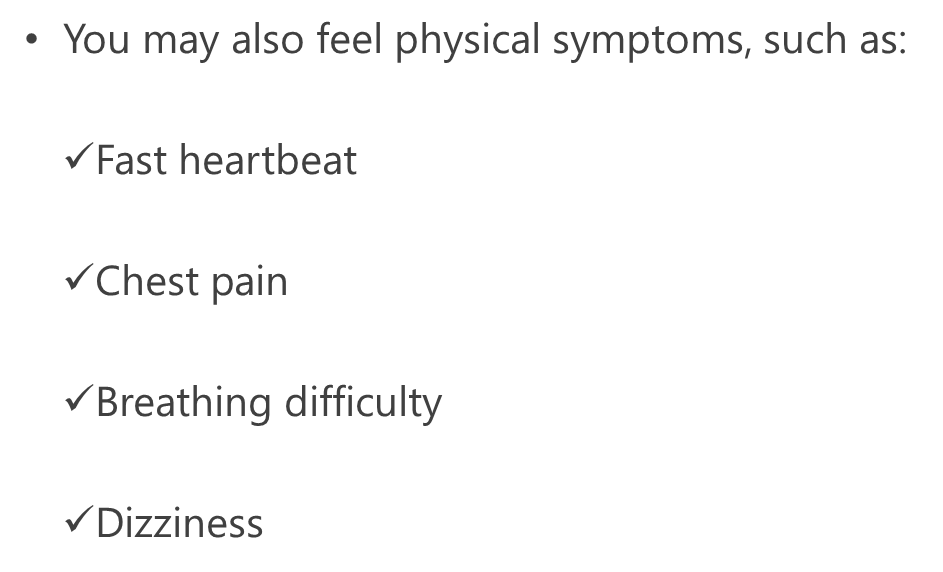 • You may also feel physical symptoms, such as:
✓Fast heartbeat
✓Chest pain
✓Breathing difficulty
✓Dizziness